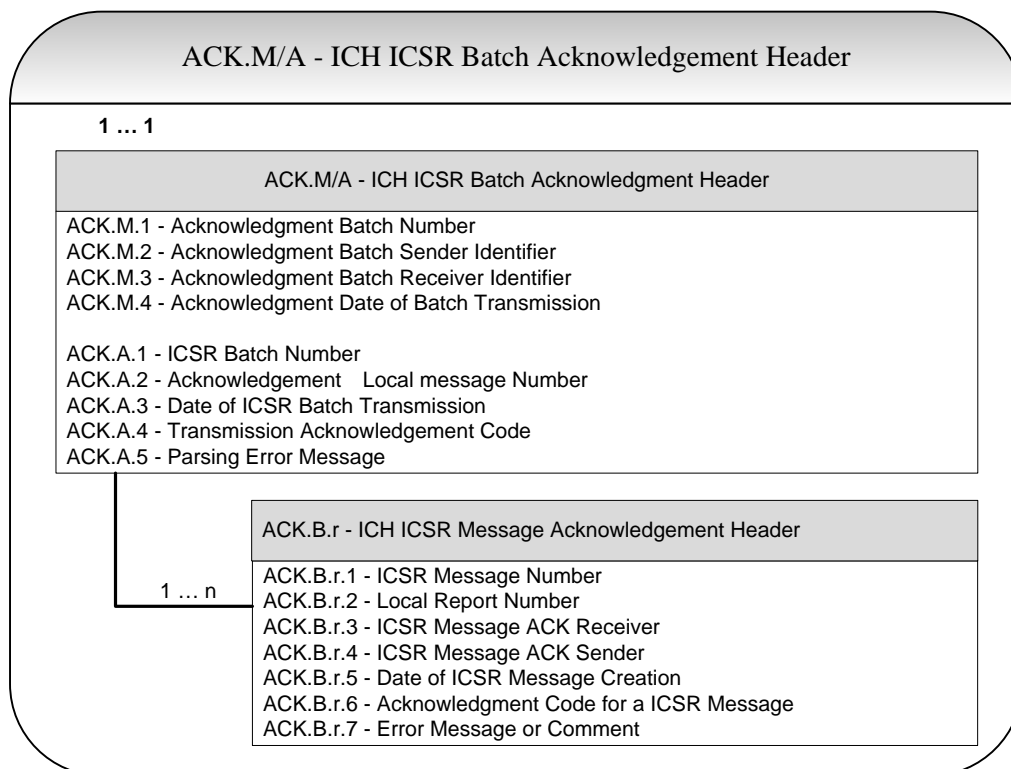 ACK.M/A - ICH ICSR Batch Acknowledgement Header
1 … 1
ACK.M/A - ICH ICSR Batch Acknowledgment Header
ACK.M.1 - Acknowledgment Batch Number
ACK.M.2 - Acknowledgment Batch Sender Identifier
ACK.M.3 - Acknowledgment Batch Receiver Identifier
ACK.M.4 - Acknowledgment Date of Batch Transmission
ACK.A.1 - ICSR Batch Number
ACK.A.2 - Acknowledgement Local message Number
ACK.A.3 - Date of ICSR Batch Transmission
ACK.A.4 - Transmission Acknowledgement Code
ACK.A.5 - Parsing Error Message
1 … n
ACK.B.r - ICH ICSR Message Acknowledgement Header
ACK.B.r.1 - ICSR Message Number
ACK.B.r.2 - Local Report Number
ACK.B.r.3 - ICSR Message ACK Receiver
ACK.B.r.4 - ICSR Message ACK Sender
ACK.B.r.5 - Date of ICSR Message Creation
ACK.B.r.6 - Acknowledgment Code for a ICSR Message
ACK.B.r.7 - Error Message or Comment